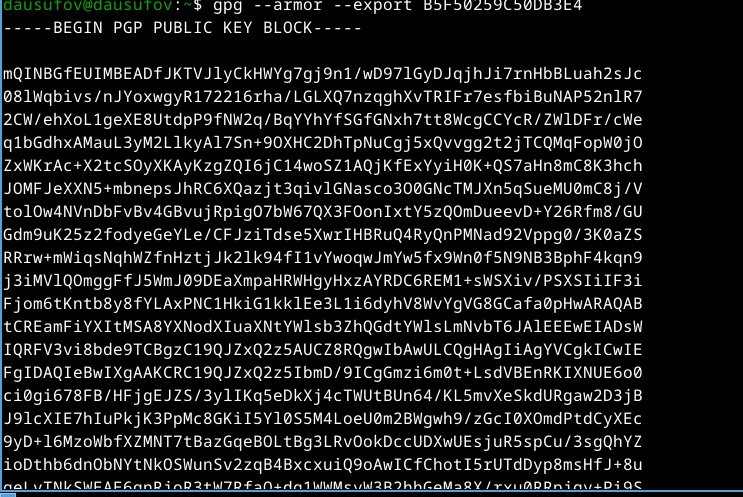 dausufov@dausufov:~$ gpg --armor --export B5F50259C50DB3E4
-----BEGIN PGP PUBLIC KEY BLOCK-----
mQINBGfEUIMBEADfJKTVJlyCkHWYg7gj9n1/wD97lGyDJqjhJi7rnHbBLuah2sJc
08lWqbivs/nJYoxwgyR172216rha/LGLXQ7nzqghXvTRIFr7esfbiBuNAP52nlR7
2CW/ehXoL1geXE8UtdpP9fNW2q/BqYYhYfSGfGNxh7tt8WcgCCYcR/ZWlDFr/cWe
q1bGdhxAMauL3yM2LlkyAl7Sn+9OXHC2DhTpNuCgj5xQvvgg2t2jTCQMqFopW0jO
ZxWKrAc+X2tcSOyXKAyKzgZQI6jC14woSZ1AQjKfExYyiH0K+QS7aHn8mC8K3hch
JOMFJeXXN5+mbnepsJhRC6XQazjt3qivlGNasco3O0GNcTMJXn5qSueMU0mC8j/V
tolOw4NVnDbFvBv4GBvujRpigO7bW67QX3FOonIxtY5zQOmDueevD+Y26Rfm8/GU
Gdm9uK25z2fodyeGeYLe/CFJziTdse5XwrIHBRuQ4RyQnPMNad92Vppg0/3K0aZS
RRrw+mWiqsNqhWZfnHztjJk2lk94fI1vYwoqwJmYw5fx9Wn0f5N9NB3BphF4kqn9
j3iMVlQOmggFfJ5WmJ09DEaXmpaHRWHgyHxzAYRDC6REM1+sWSXiv/PSXSIiIF3i
Fjom6tKntb8y8fYLAxPNC1HkiG1kklEe3L1i6dyhV8WvYgVG8GCafa0pHwARAQAB
tCREamFiYXItMSA8YXNodXIuaXNtYWlsb3ZhQGdtYWlsLmNvbT6JAlEEEwEIADsW
IQRFV3vi8bde9TCBgzC19QJZxQ2z5AUCZ8RQgwIbAwULCQgHAgIiAgYVCgkICwIE
FgIDAQIeBwIXgAAKCRC19QJZxQ2z5IbmD/9ICgGmzi6m0t+LsdVBEnRKIXNUE6o0
ci0gi678FB/HFjgEJZS/3ylIKq5eDkXj4cTWUtBUn64/KL5mvXeSkdURgaw2D3jB
J9lcXIE7hIuPkjK3PpMc8GKiI5Yl0S5M4LoeU0m2BWgwh9/zGcI0XOmdPtdCyXEc
9yD+l6MzoWbfXZMNT7tBazGqeBOLtBg3LRvOokDccUDXwUEsjuR5spCu/3sgQhYZ
ioDthb6dnObNYtNkOSWunSv2zqB4BxcxuiQ9oAwICfChotI5rUTdDyp8msHfJ+8u